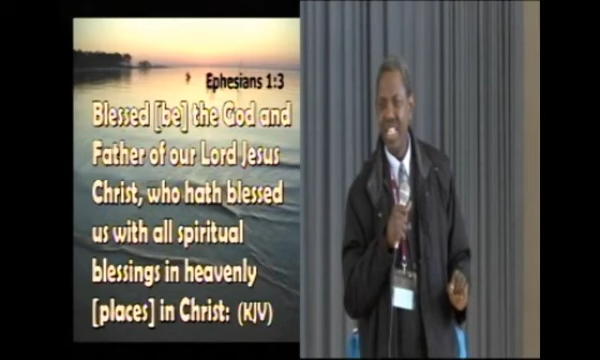 Ephesians 1:3
Blessed [be] the God and
Father of our Lord Jesus
Christ, who hath blessed
us with all spiritual
blessings in heavenly
[places] in Christ: (KJV)